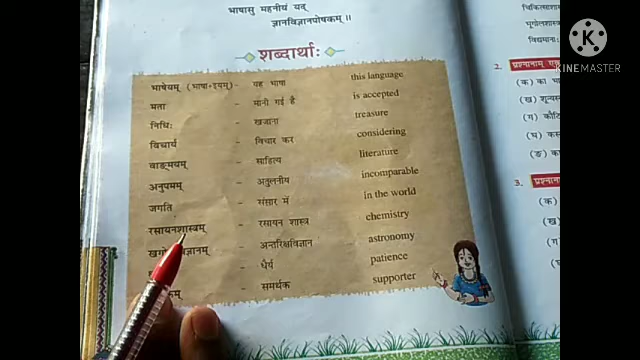 भाषासु महनीयं यद्
ज्ञानविज्ञानपोषकम् ॥
शब्दार्थाः
भाषेयम् (भाषा+इयम्) - यह भाषा this language
मता - मानी गई है is accepted
निधिः - खज़ाना treasure
विचार्य - विचार कर considering
वाङ्मयम् - साहित्य literature
अनुपमम् - अतुलनीय incomparable
जगति - संसार में in the world
रसायनशास्त्रम् - रसायन शास्त्र chemistry
- अन्तरिक्षविज्ञान astronomy
- धैर्य patience
- समर्थक supporter
2.
3.
(क) का
(ख)
(ग)
(घ)
(ङ)
(क)
(ख)
(ग)
KINEMASTER